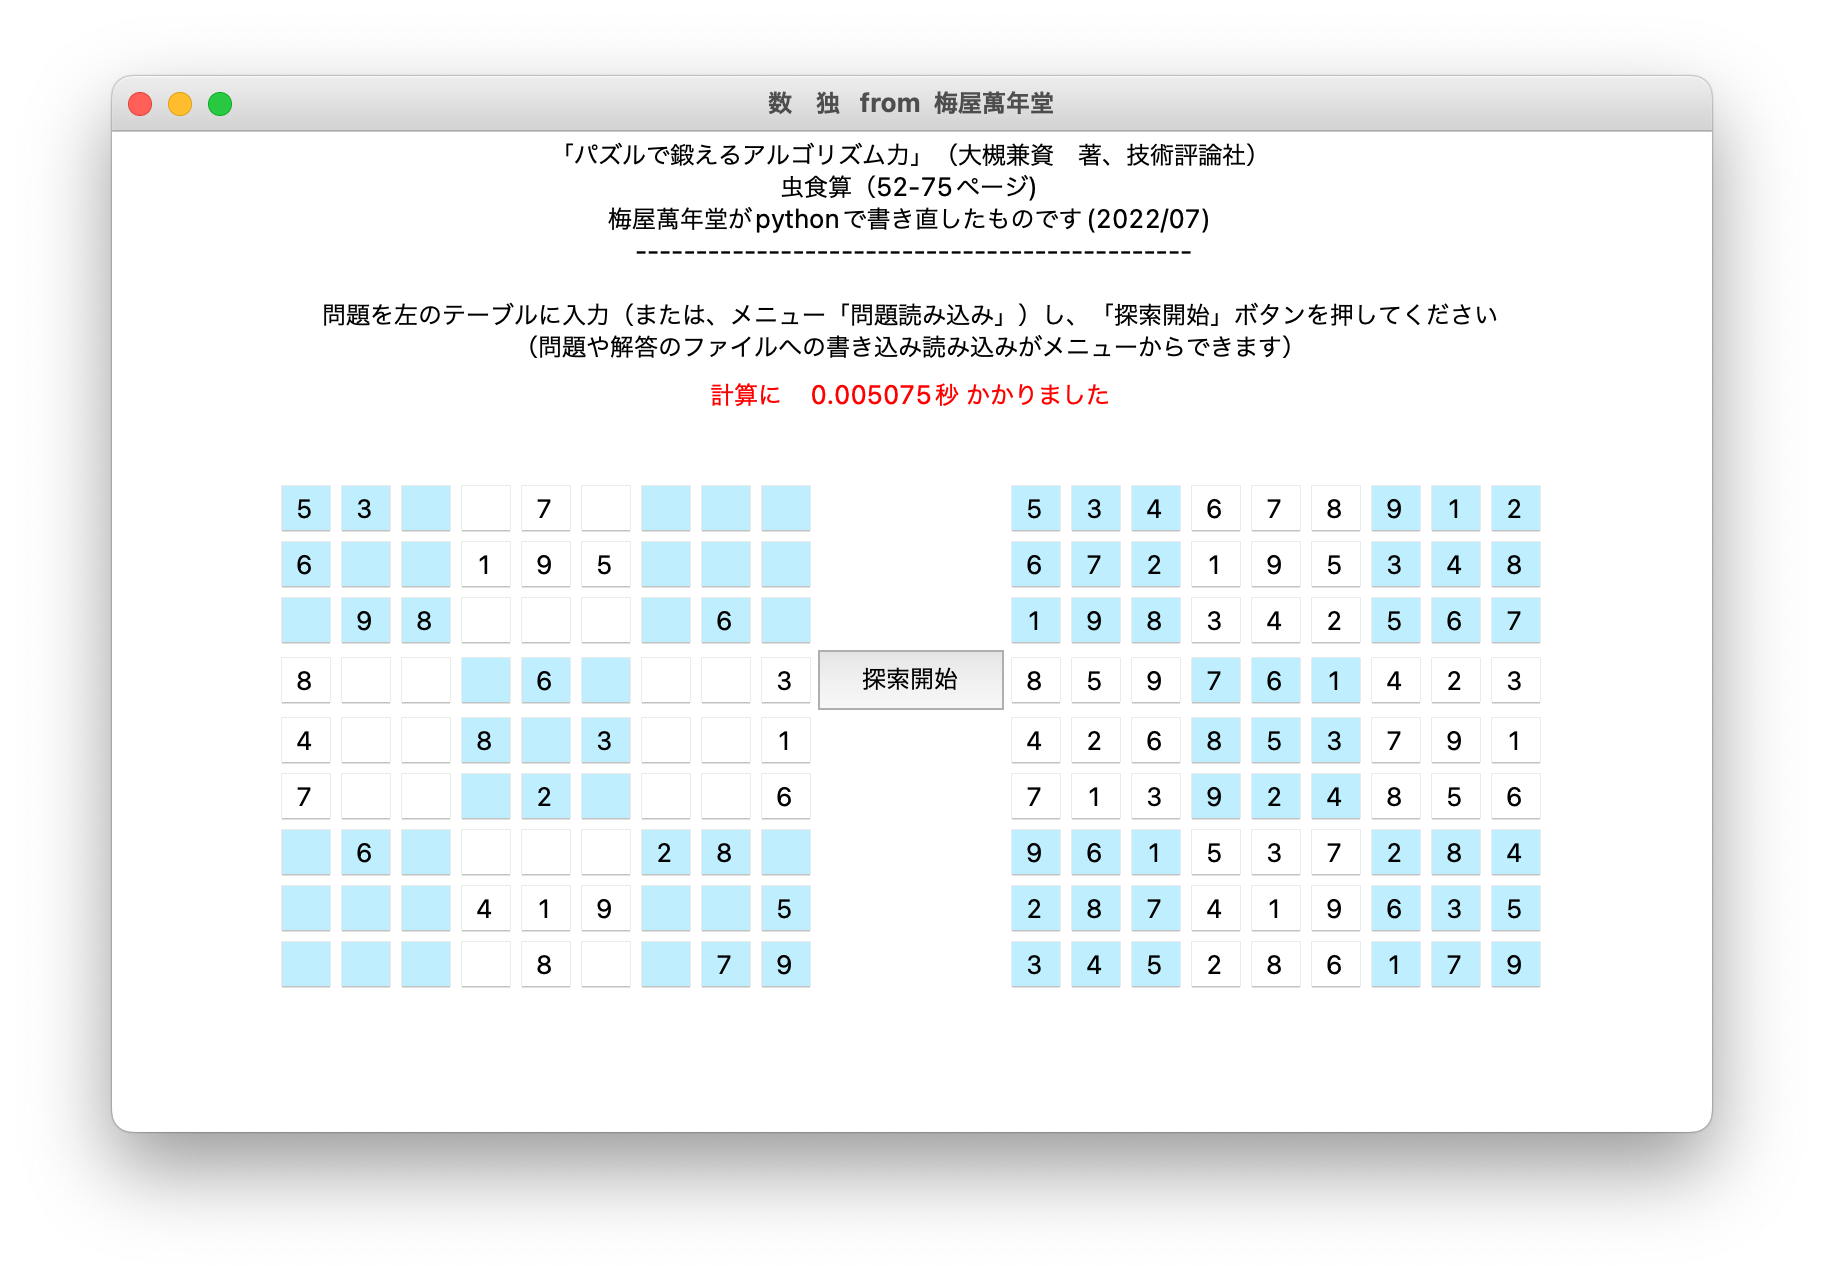 数　独　from 梅屋萬年堂
「パズルで鍛えるアルゴリズム力」（大槻兼資　著、技術評論社）
虫食算（52-75ページ)
梅屋萬年堂がpythonで書き直したものです(2022/07)
----------------------------------------------
問題を左のテーブルに入力（または、メニュー「問題読み込み」）し、「探索開始」ボタンを押してください
（問題や解答のファイルへの書き込み読み込みがメニューからできます）
計算に　0.005075秒 かかりました
5 3 7
6 1 9 5
9 8 6
8 6 3
4 8 3 1
7 2 6
6 2 8
4 1 9 5
8 7 9
探索開始
5 3 4 6 7 8 9 1 2
6 7 2 1 9 5 3 4 8
1 9 8 3 4 2 5 6 7
8 5 9 7 6 1 4 2 3
4 2 6 8 5 3 7 9 1
7 1 3 9 2 4 8 5 6
9 6 1 5 3 7 2 8 4
2 8 7 4 1 9 6 3 5
3 4 5 2 8 6 1 7 9